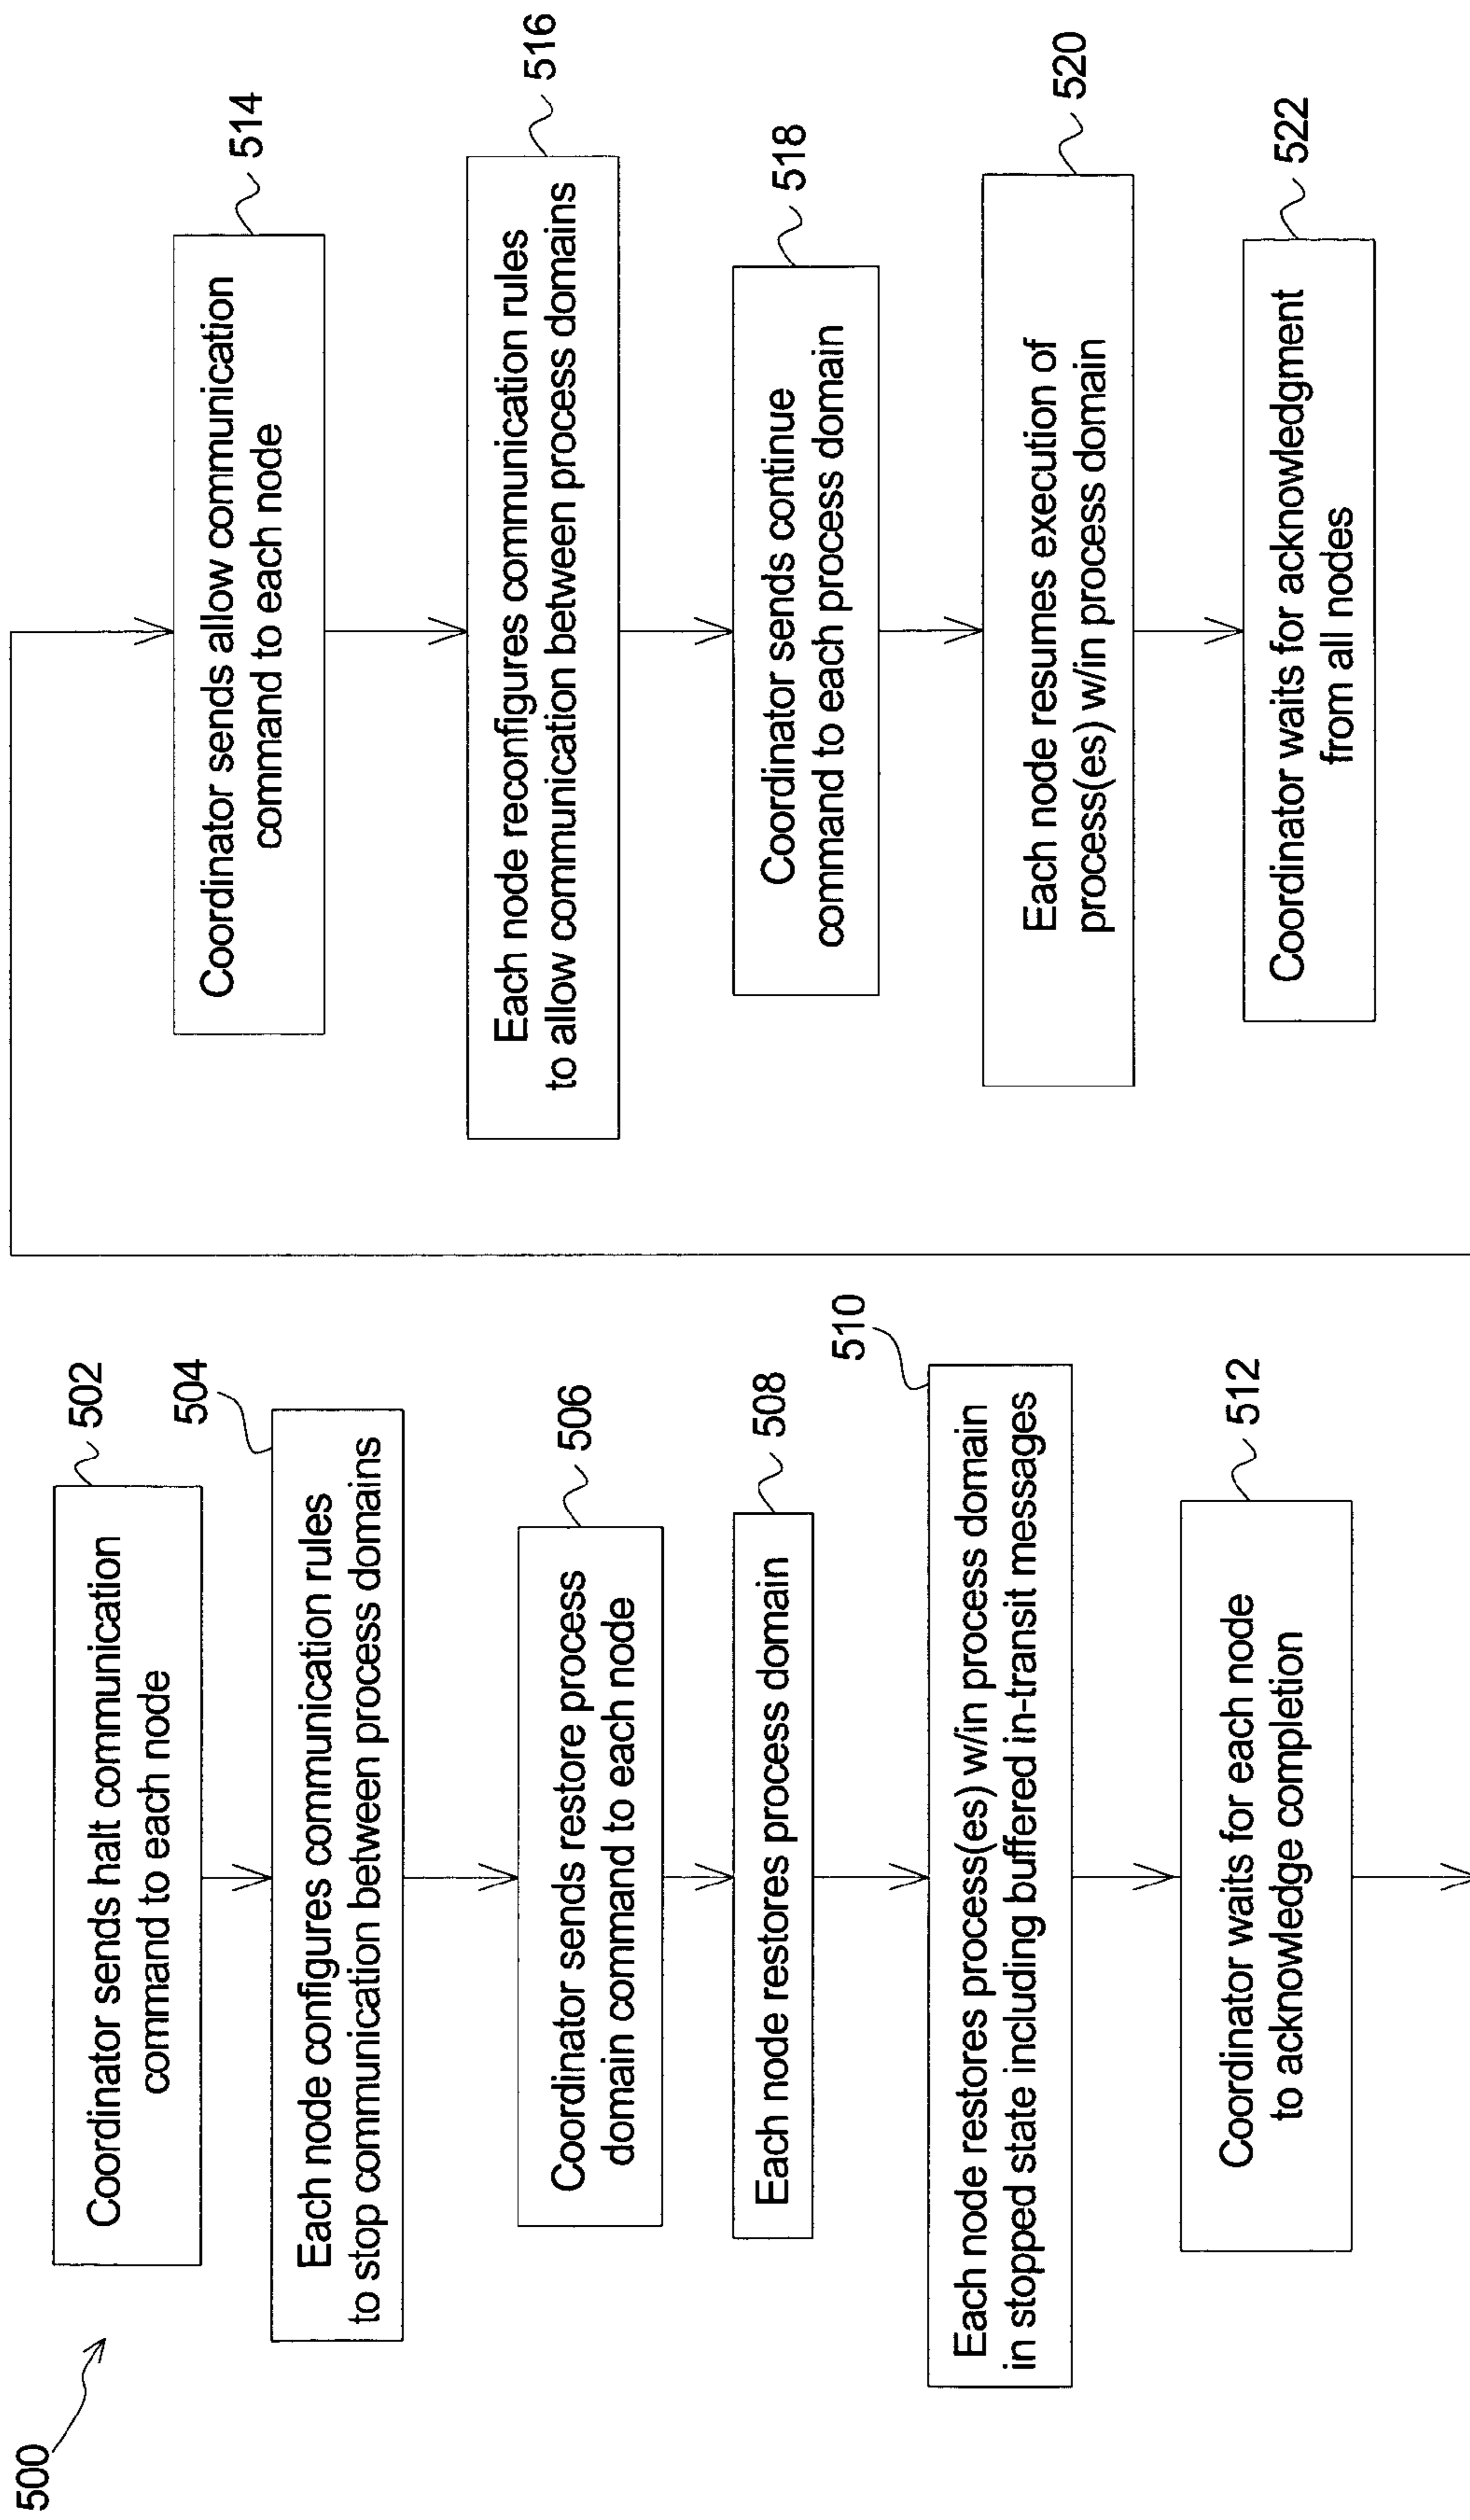 500
Coordinator sends halt communication
command to each node
502
Each node configures communication rules
to stop communication between process domains
504
Coordinator sends restore process
domain command to each node
506
Each node restores process domain
508
Each node restores process(es) w/in process domain
in stopped state including buffered in-transit messages
510
Coordinator waits for each node
to acknowledge completion
512
Coordinator sends allow communication
command to each node
514
Each node reconfigures communication rules
to allow communication between process domains
516
Coordinator sends continue
command to each process domain
518
Each node resumes execution of
process(es) w/in process domain
520
Coordinator waits for acknowledgment
from all nodes
522